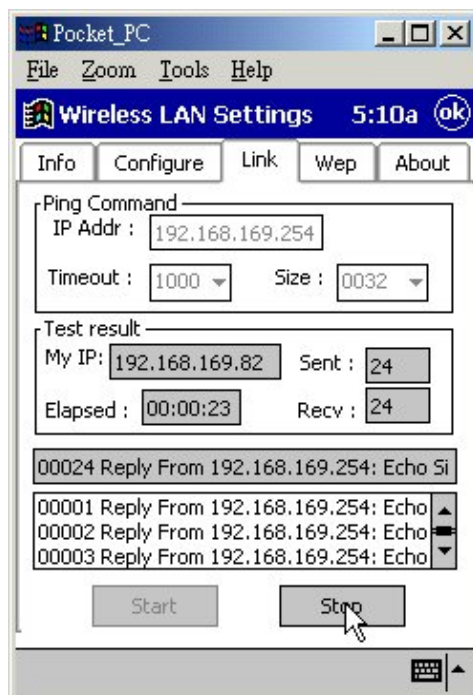 Pocket_PC
File Zoom Tools Help
Wireless LAN Settings 5:10a ok
Info Configure Link Wep About
Ping Command
IP Addr : 192.168.169.254
Timeout : 1000 Size : 0032
Test result
My IP: 192.168.169.82 Sent : 24
Elapsed : 00:00:23 Recv : 24
00024 Reply From 192.168.169.254: Echo Si
00001 Reply From 192.168.169.254: Echo
00002 Reply From 192.168.169.254: Echo
00003 Reply From 192.168.169.254: Echo
Start Stop